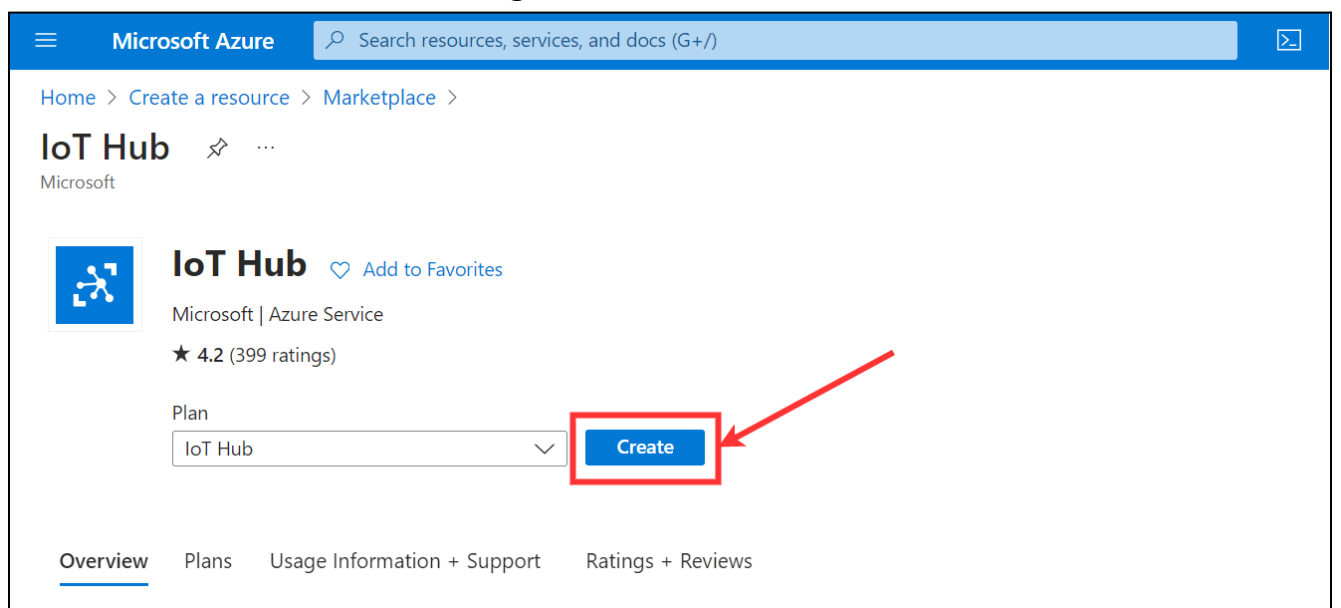 Microsoft Azure
Search resources, services, and docs (G+/)
Home > Create a resource > Marketplace >
IoT Hub
Microsoft
IoT Hub Add to Favorites
Microsoft | Azure Service
★ 4.2 (399 ratings)
Plan
IoT Hub
Create
Overview Plans Usage Information + Support Ratings + Reviews